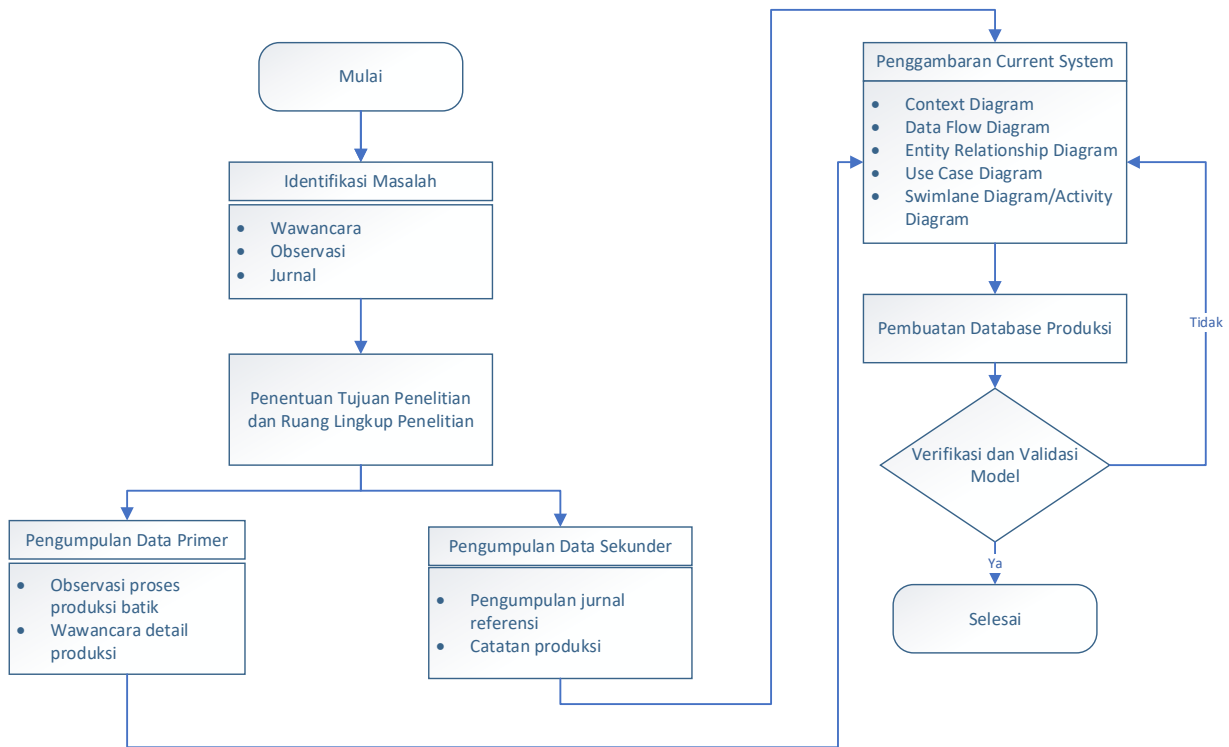 Mulai
Identifikasi Masalah
• Wawancara
• Observasi
• Jurnal
Penentuan Tujuan Penelitian
dan Ruang Lingkup Penelitian
Pengumpulan Data Primer
• Observasi proses
produksi batik
• Wawancara detail
produksi
Pengumpulan Data Sekunder
• Pengumpulan jurnal
referensi
• Catatan produksi
Penggambaran Current System
• Context Diagram
• Data Flow Diagram
• Entity Relationship Diagram
• Use Case Diagram
• Swimlane Diagram/Activity
Diagram
Pembuatan Database Produksi
Verifikasi dan Validasi
Model
Tidak
Ya
Selesai